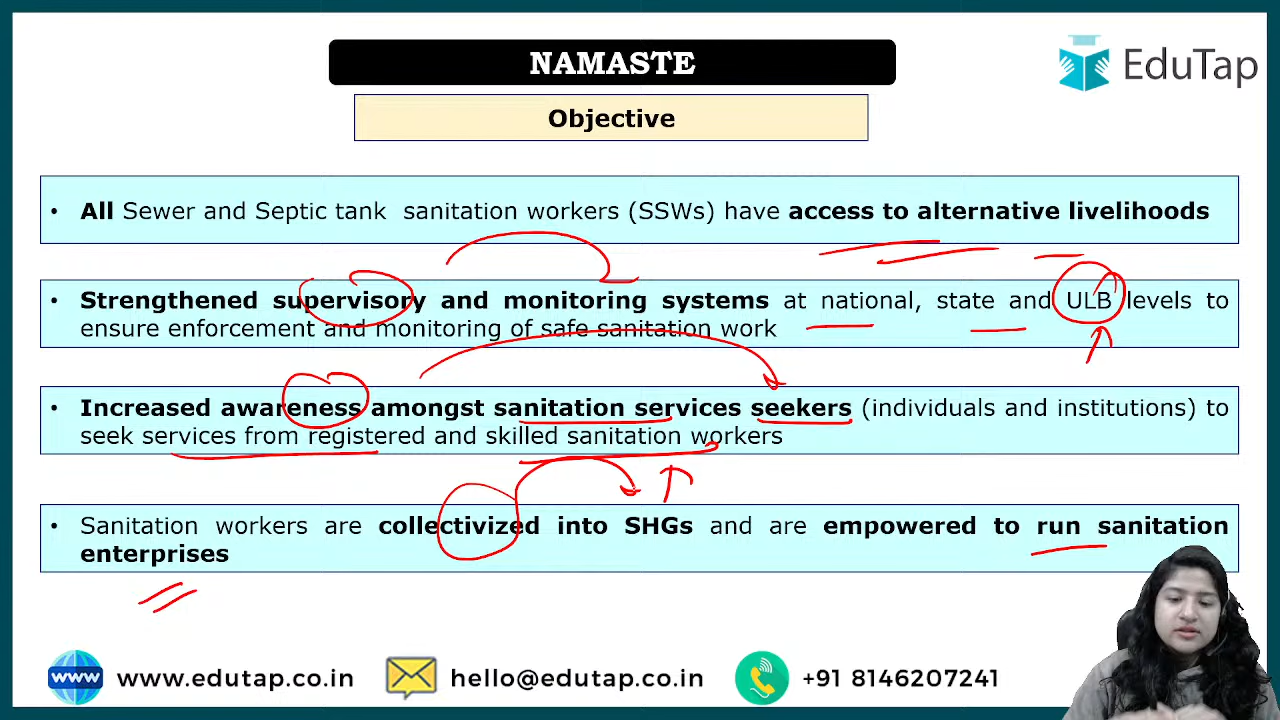 NAMASTE
EduTap
Objective
• All Sewer and Septic tank sanitation workers (SSWs) have access to alternative livelihoods
• Strengthened supervisory and monitoring systems at national, state and ULB levels to
ensure enforcement and monitoring of safe sanitation work
• Increased awareness amongst sanitation services seekers (individuals and institutions) to
seek services from registered and skilled sanitation workers
• Sanitation workers are collectivized into SHGs and are empowered to run sanitation
enterprises
www www.edutap.co.in hello@edutap.co.in +91 8146207241